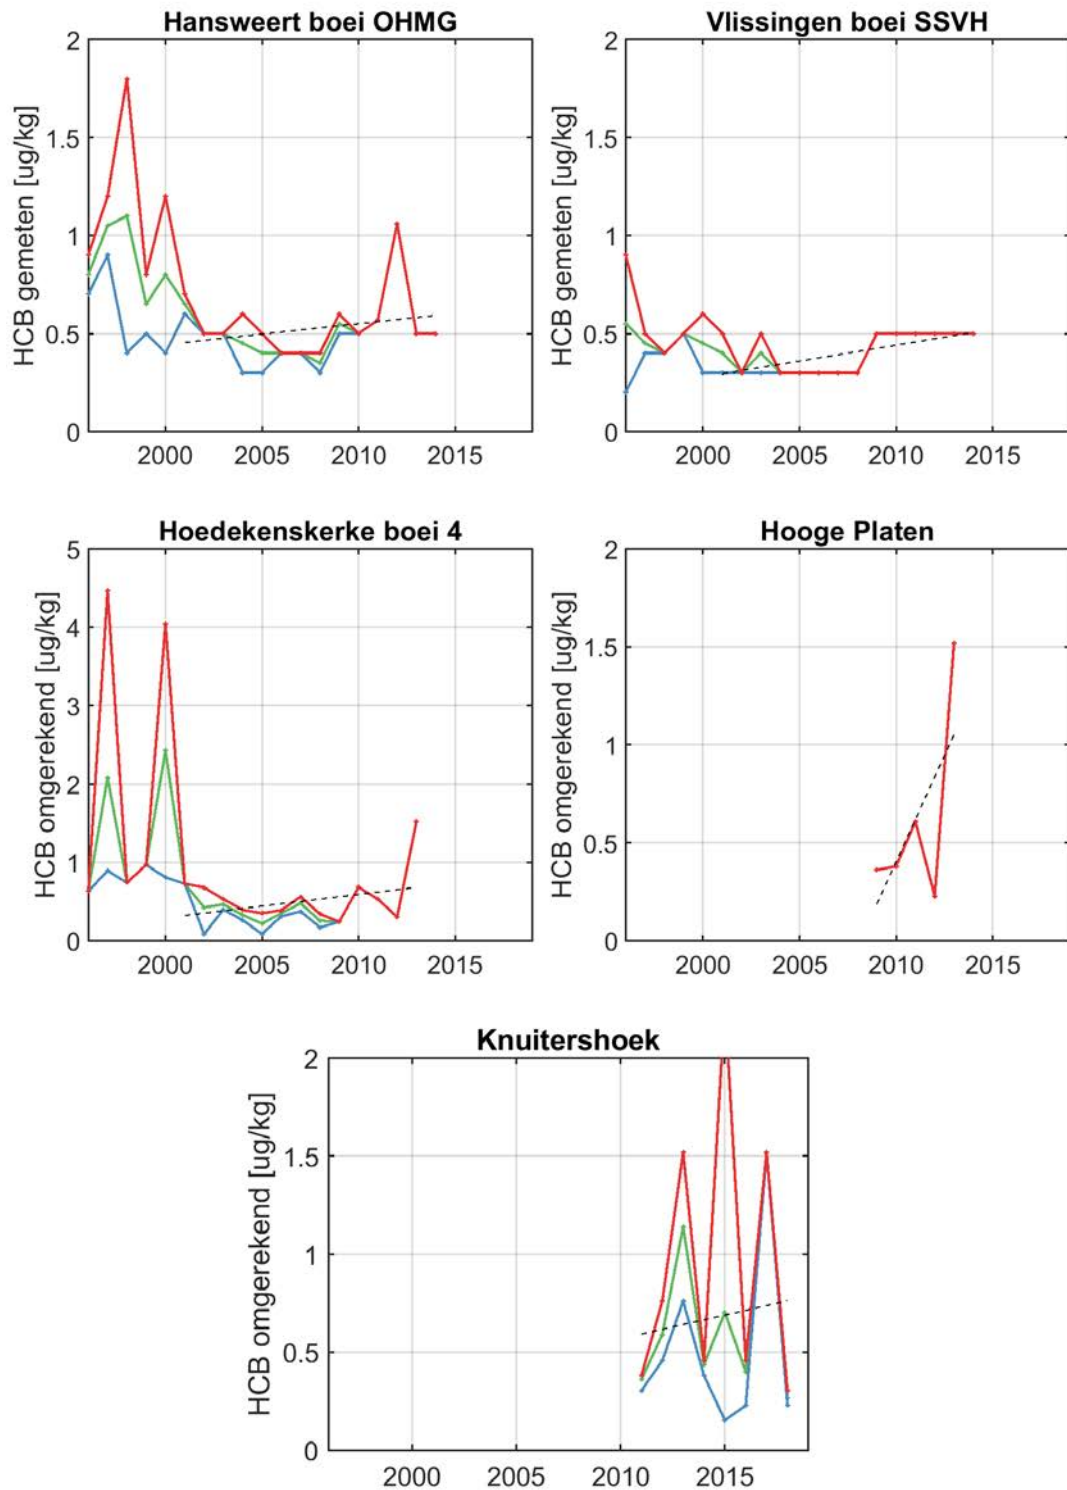 Hansweert boei OHMG
HCB gemeten [ug/kg]
2
1.5
1
0.5
0
2000 2005 2010 2015
Vlissingen boei SSVH
HCB gemeten [ug/kg]
2
1.5
1
0.5
0
2000 2005 2010 2015
Hoedekenskerke boei 4
HCB omgerekend [ug/kg]
5
4
3
2
1
0
2000 2005 2010 2015
Hooge Platen
HCB omgerekend [ug/kg]
2
1.5
1
0.5
0
2000 2005 2010 2015
Knuitershoek
HCB omgerekend [ug/kg]
2
1.5
1
0.5
0
2000 2005 2010 2015